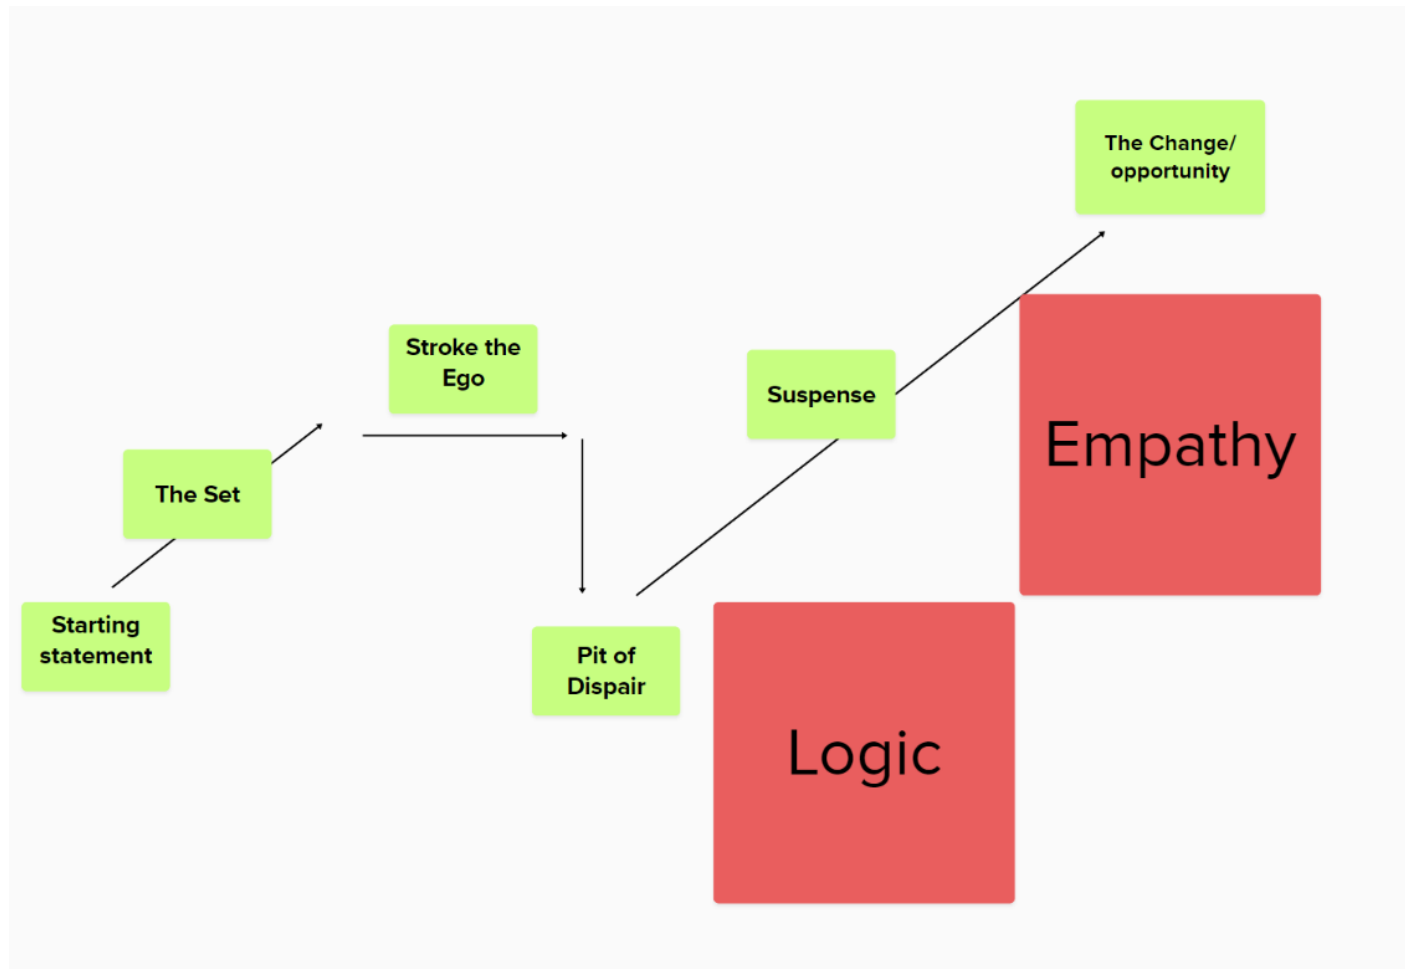 Starting
statement
The Set
Stroke the
Ego
Pit of
Dispair
Suspense
The Change/
opportunity
Logic
Empathy